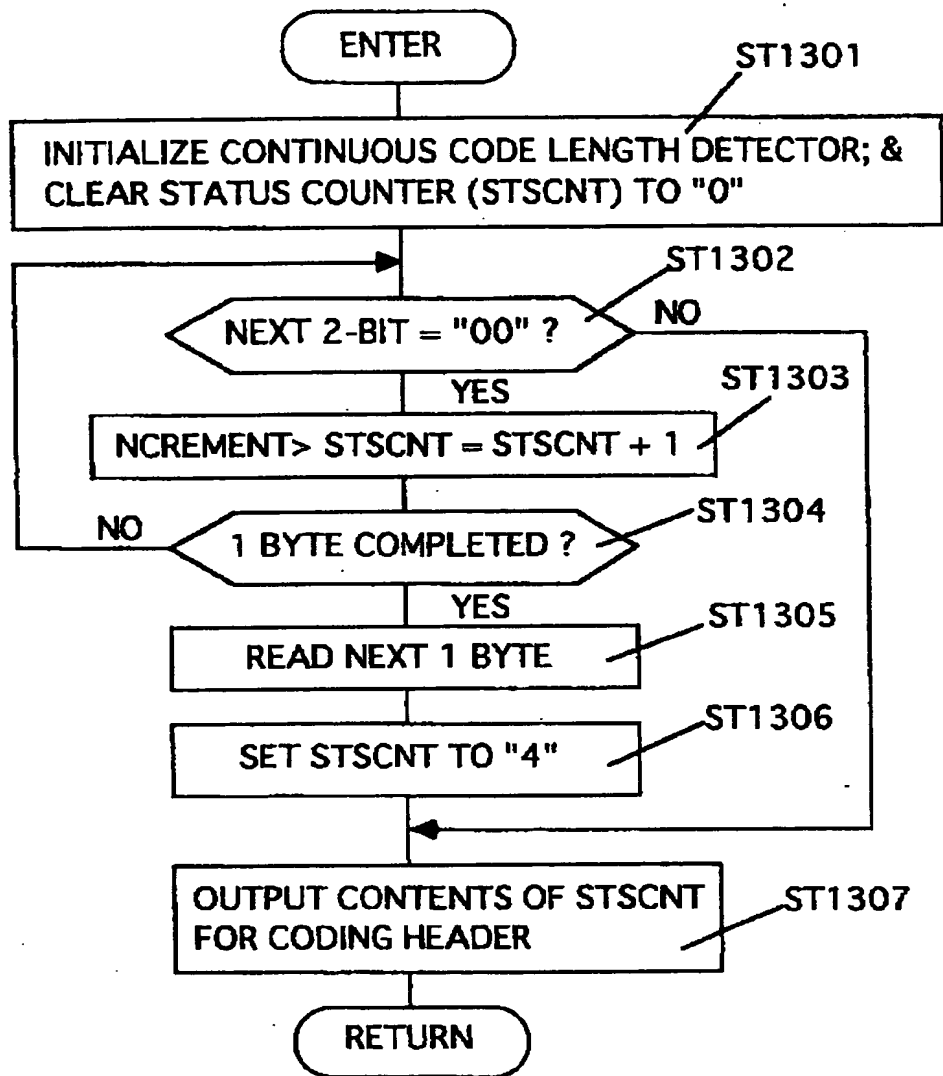 ENTER
ST1301
INITIALIZE CONTINUOUS CODE LENGTH DETECTOR; &
CLEAR STATUS COUNTER (STSCNT) TO "0"
ST1302
NEXT 2-BIT = "00" ?
NO
YES
ST1303
NCREMENT> STSCNT = STSCNT + 1
ST1304
NO
1 BYTE COMPLETED ?
YES
ST1305
READ NEXT 1 BYTE
ST1306
SET STSCNT TO "4"
OUTPUT CONTENTS OF STSCNT
FOR CODING HEADER
ST1307
RETURN